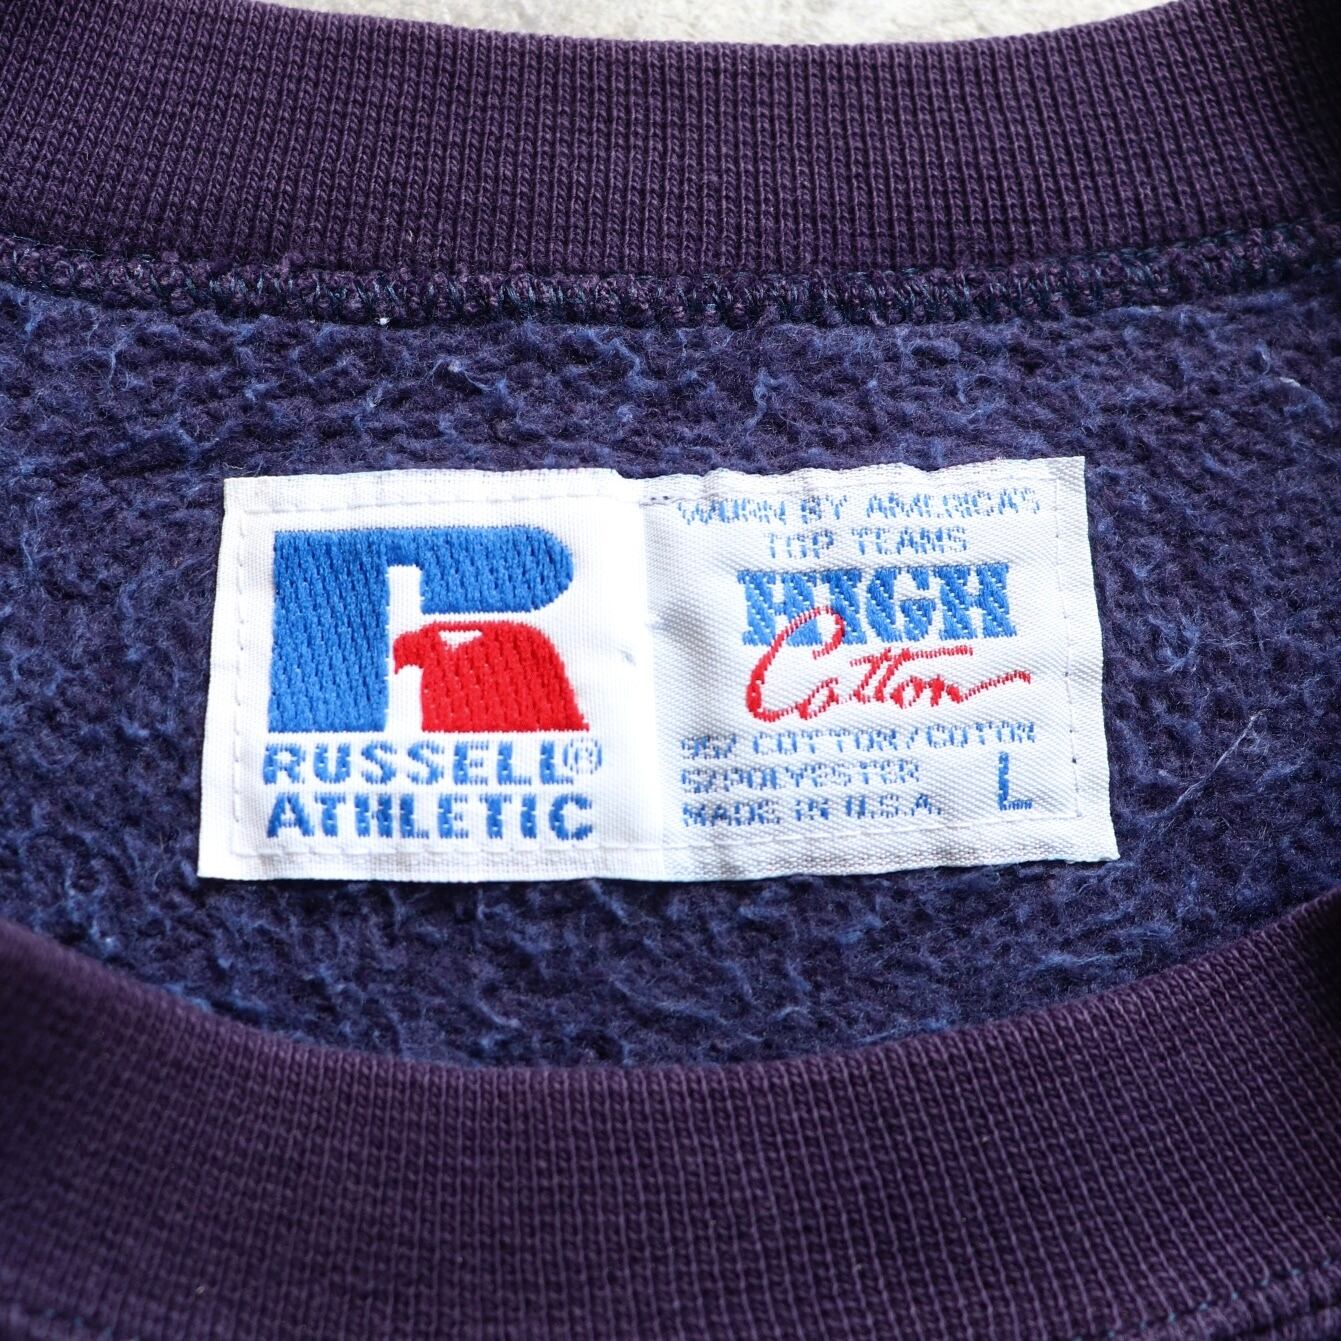 RUSSELL®
ATHLETIC
WORN BY AMERICA'S
TOP TEAMS
HIGH
Cotton
95% COTTON/COTON
5% POLYESTER
MADE IN U.S.A.
L